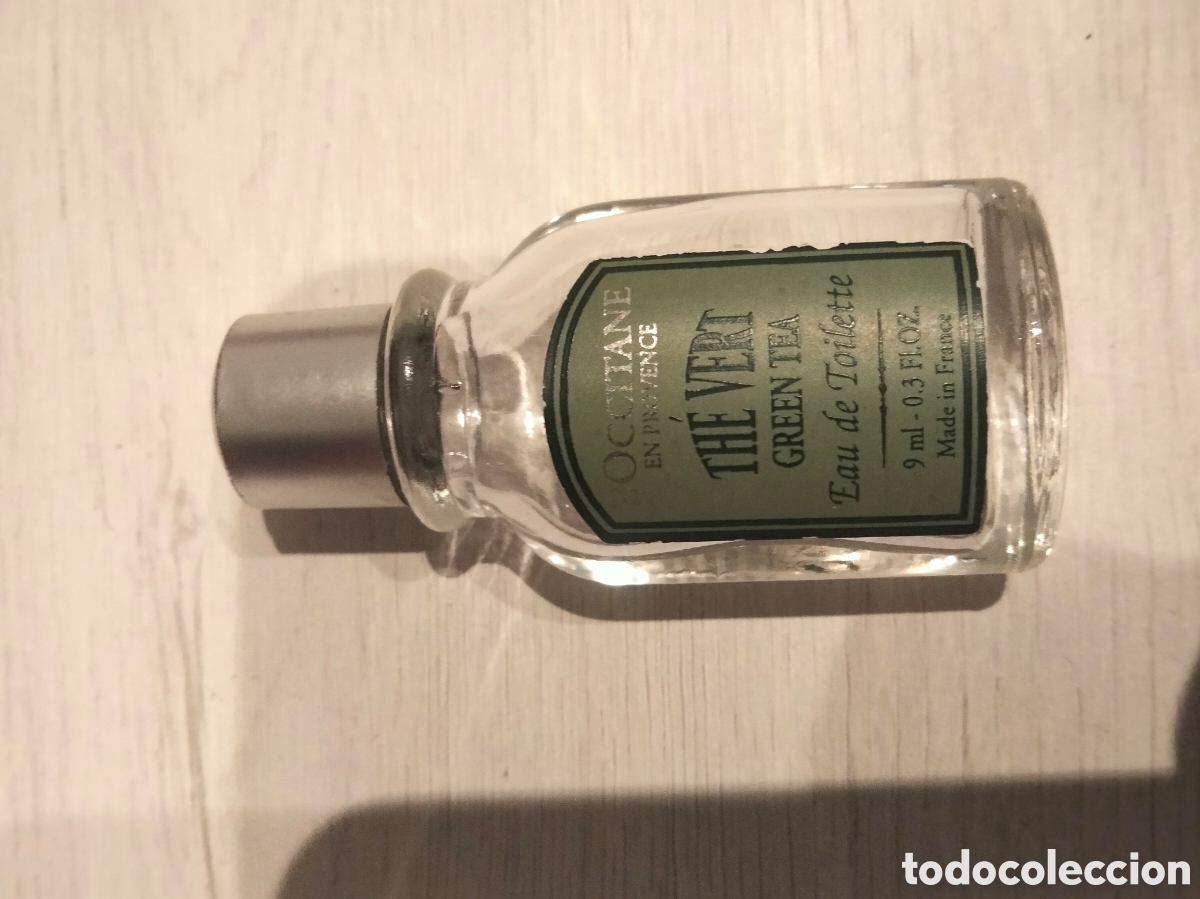 L'OCCITANE
EN PROVENCE
THÉ VERT
GREEN TEA
Eau de Toilette
9 ml - 0.3 FL.OZ.
Made in France
todocoleccion